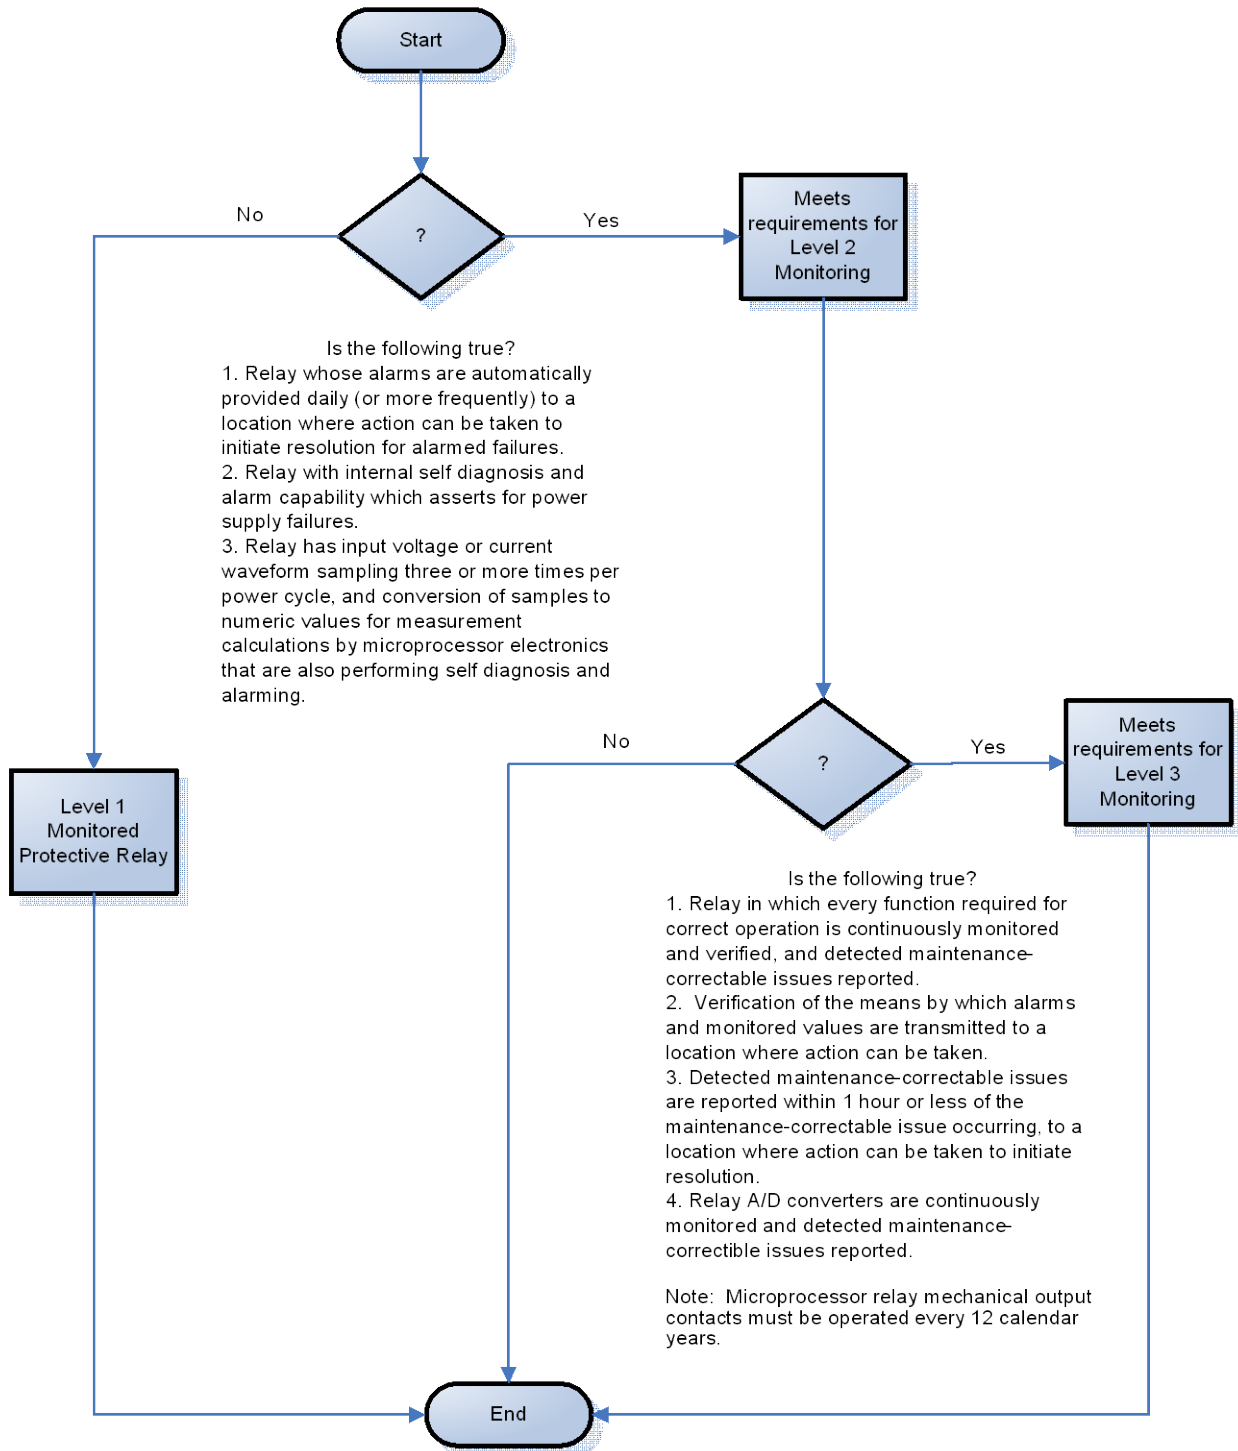 Start
No
?
Yes
Meets
requirements for
Level 2
Monitoring
Is the following true?
1. Relay whose alarms are automatically
provided daily (or more frequently) to a
location where action can be taken to
initiate resolution for alarmed failures.
2. Relay with internal self diagnosis and
alarm capability which asserts for power
supply failures.
3. Relay has input voltage or current
waveform sampling three or more times per
power cycle, and conversion of samples to
numeric values for measurement
calculations by microprocessor electronics
that are also performing self diagnosis and
alarming.
No
?
Yes
Meets
requirements for
Level 3
Monitoring
Level 1
Monitored
Protective Relay
Is the following true?
1. Relay in which every function required for
correct operation is continuously monitored
and verified, and detected maintenance-
correctable issues reported.
2.  Verification of the means by which alarms
and monitored values are transmitted to a
location where action can be taken.
3. Detected maintenance-correctable issues
are reported within 1 hour or less of the
maintenance-correctable issue occurring, to a
location where action can be taken to initiate
resolution.
4. Relay A/D converters are continuously
monitored and detected maintenance-
correctible issues reported.
Note:  Microprocessor relay mechanical output
contacts must be operated every 12 calendar
years.
End